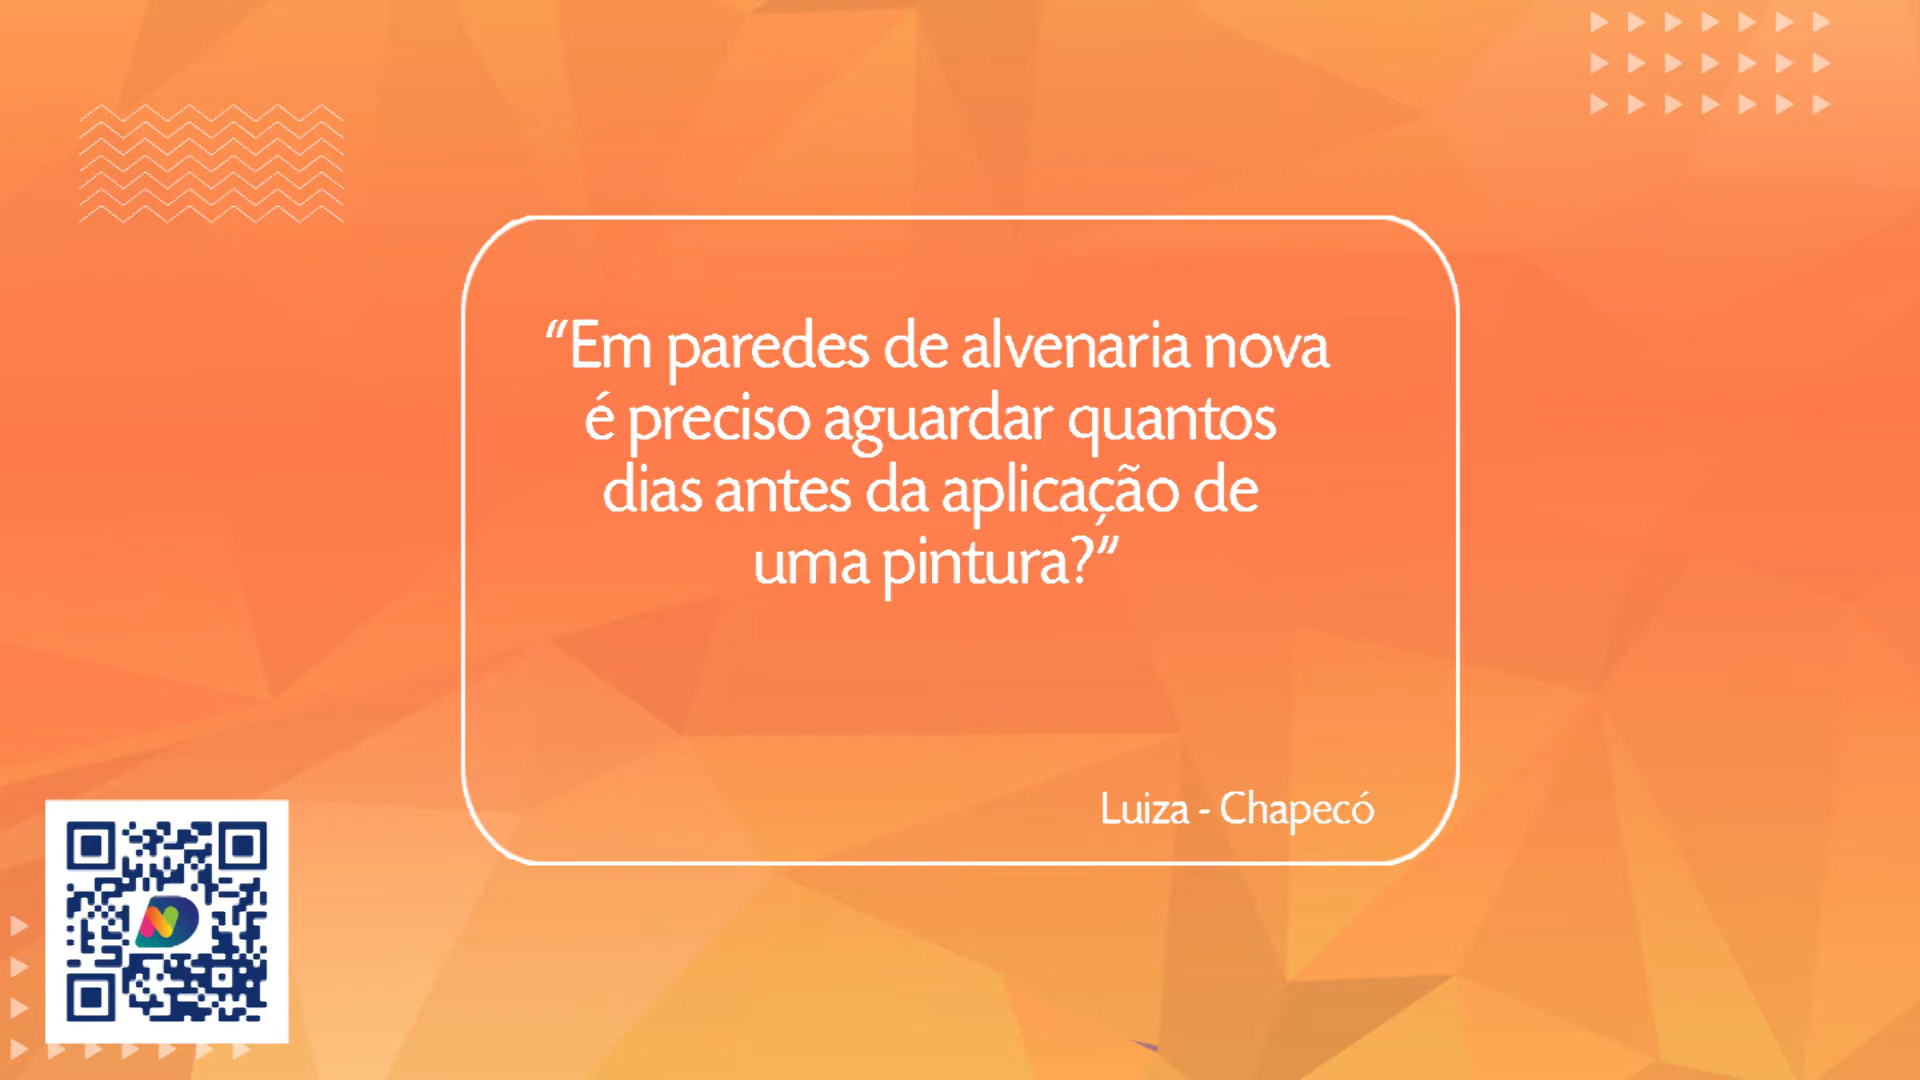 “Em paredes de alvenaria nova
é preciso aguardar quantos
dias antes da aplicação de
uma pintura?”
Luiza - Chapecó